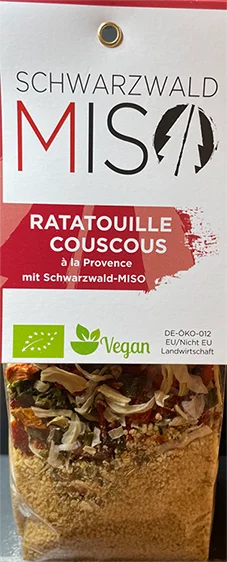 SCHWARZWALD
MISO
RATATOUILLE
COUSCOUS
à la Provence
mit Schwarzwald-MISO
Vegan
DE-ÖKO-012
EU/Nicht EU
Landwirtschaft